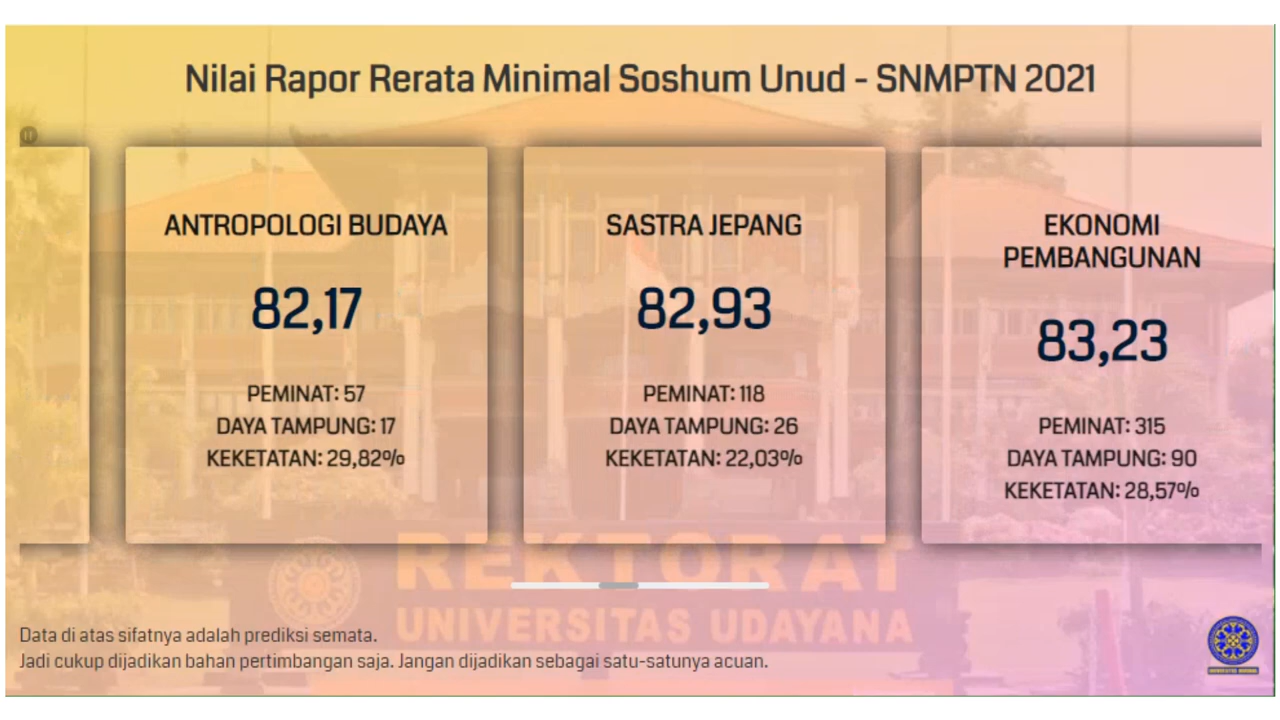 Nilai Rapor Rerata Minimal Soshum Unud - SNMPTN 2021
ANTROPOLOGI BUDAYA
82,17
PEMINAT: 57
DAYA TAMPUNG: 17
KEKETATAN: 29,82%
SASTRA JEPANG
82,93
PEMINAT: 118
DAYA TAMPUNG: 26
KEKETATAN: 22,03%
EKONOMI
PEMBANGUNAN
83,23
PEMINAT: 315
DAYA TAMPUNG: 90
KEKETATAN: 28,57%
REKTORAT
UNIVERSITAS UDAYANA
Data di atas sifatnya adalah prediksi semata.
Jadi cukup dijadikan bahan pertimbangan saja. Jangan dijadikan sebagai satu-satunya acuan.
UNIVERSITAS UDAYANA